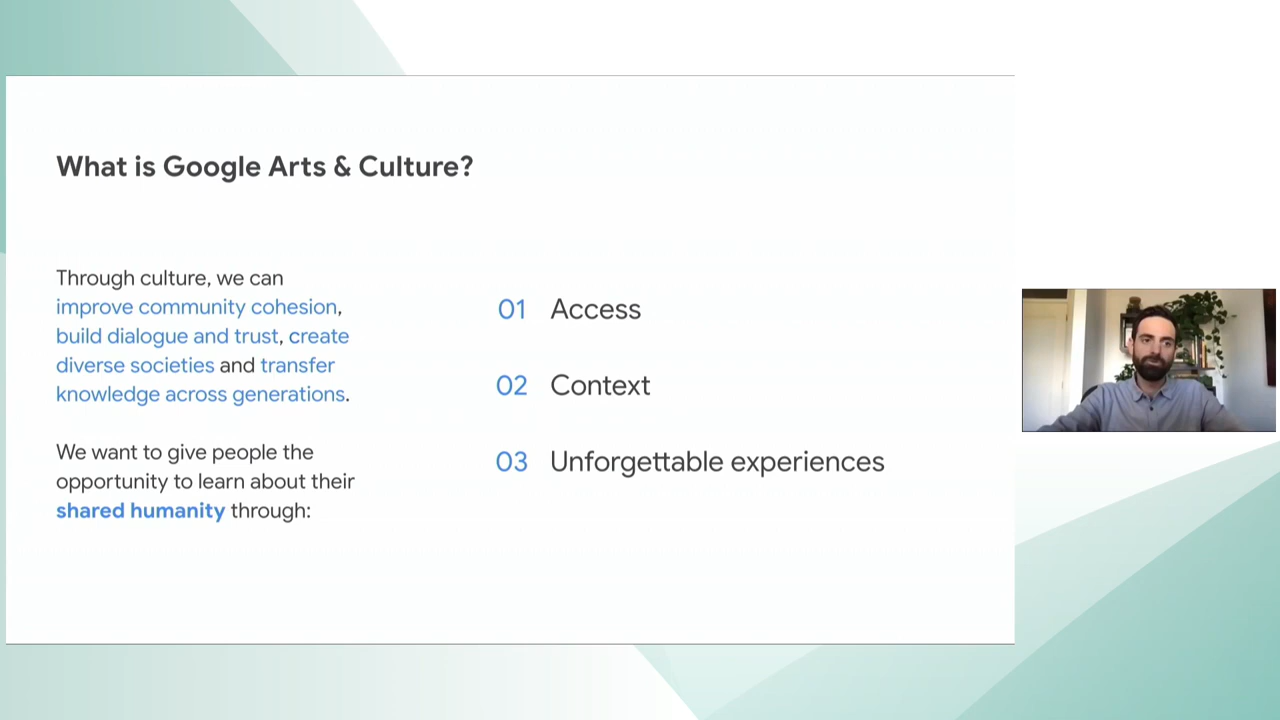 What is Google Arts & Culture?
Through culture, we can
improve community cohesion,
build dialogue and trust, create
diverse societies and transfer
knowledge across generations.
We want to give people the
opportunity to learn about their
shared humanity through:
01 Access
02 Context
03 Unforgettable experiences